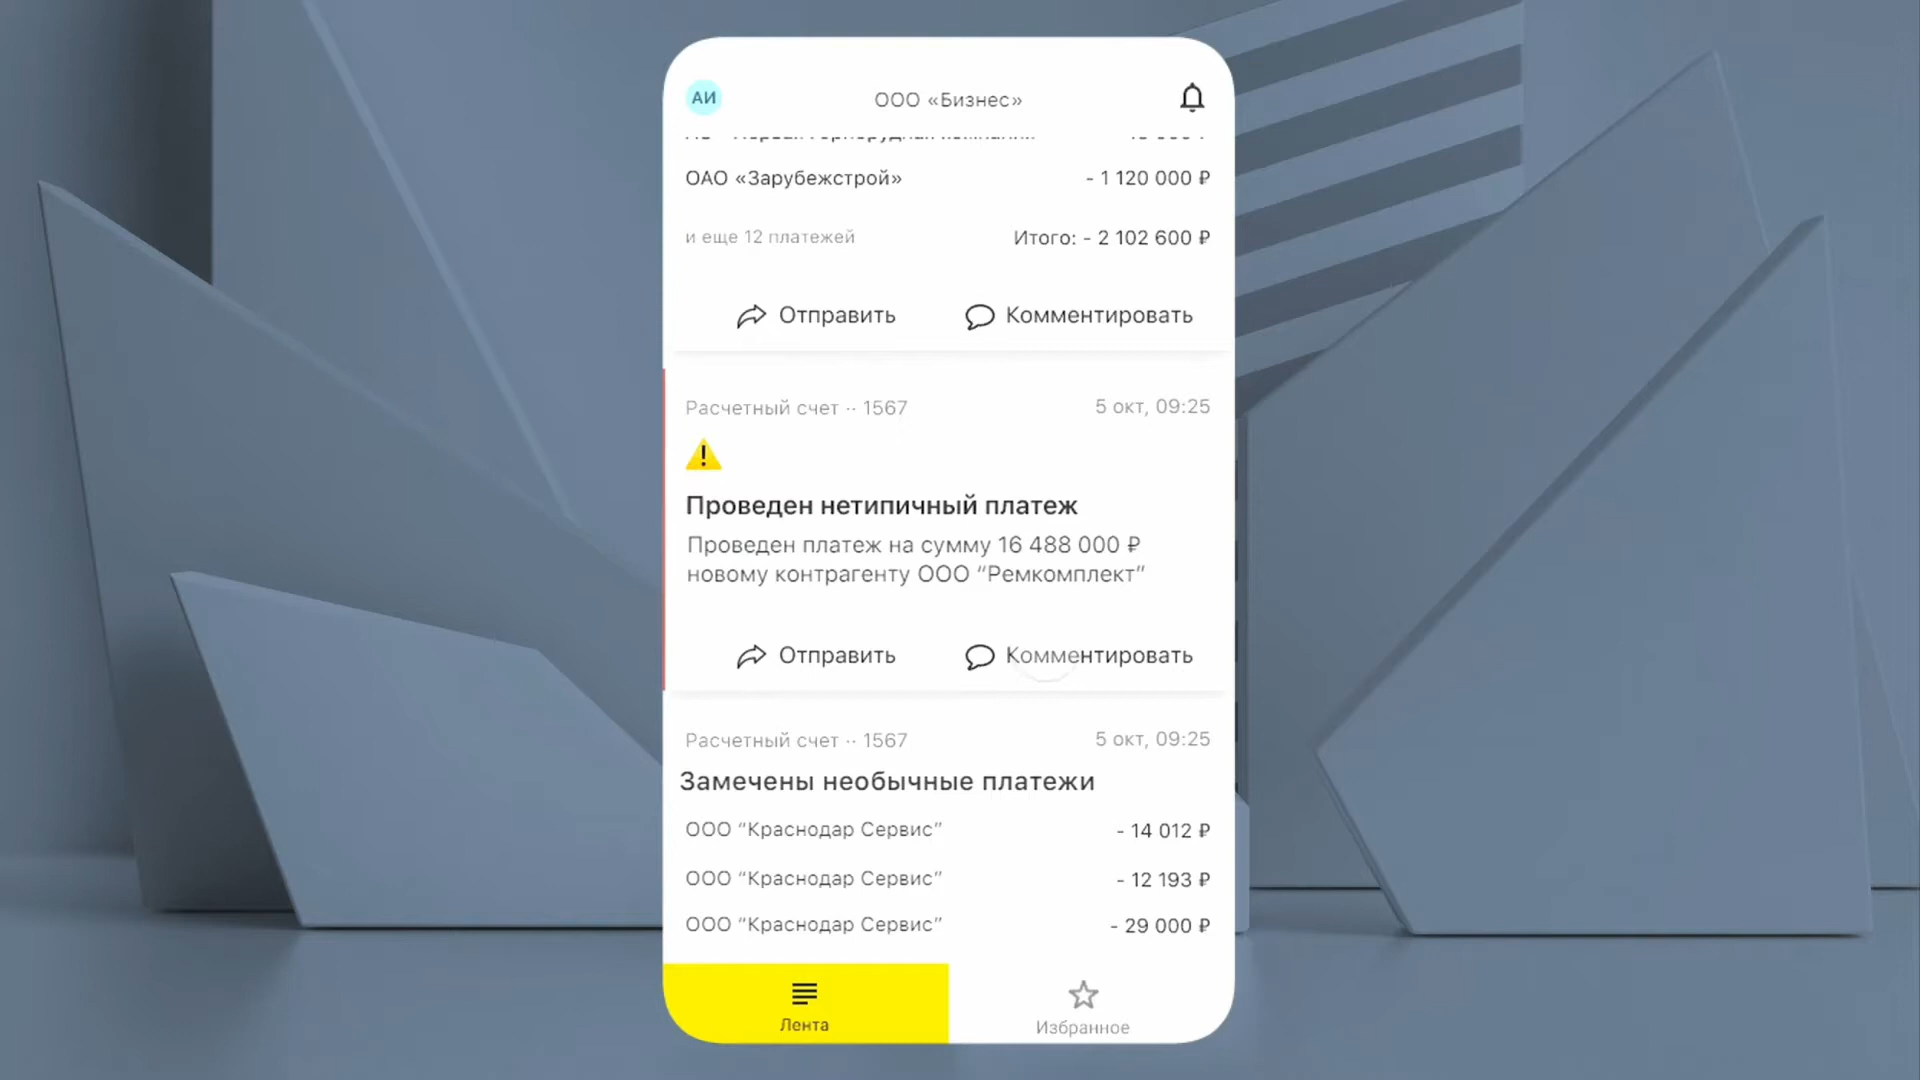 АИ
ООО «Бизнес»
ОАО «Зарубежстрой»
- 1 120 000 ₽
и еще 12 платежей
Итого: - 2 102 600 ₽
Отправить
Комментировать
Расчетный счет ·· 1567
5 окт, 09:25
Проведен нетипичный платеж
Проведен платеж на сумму 16 488 000 ₽
новому контрагенту ООО “Ремкомплект”
Отправить
Комментировать
Расчетный счет ·· 1567
5 окт, 09:25
Замечены необычные платежи
ООО “Краснодар Сервис”
- 14 012 ₽
ООО “Краснодар Сервис”
- 12 193 ₽
ООО “Краснодар Сервис”
- 29 000 ₽
Лента
Избранное